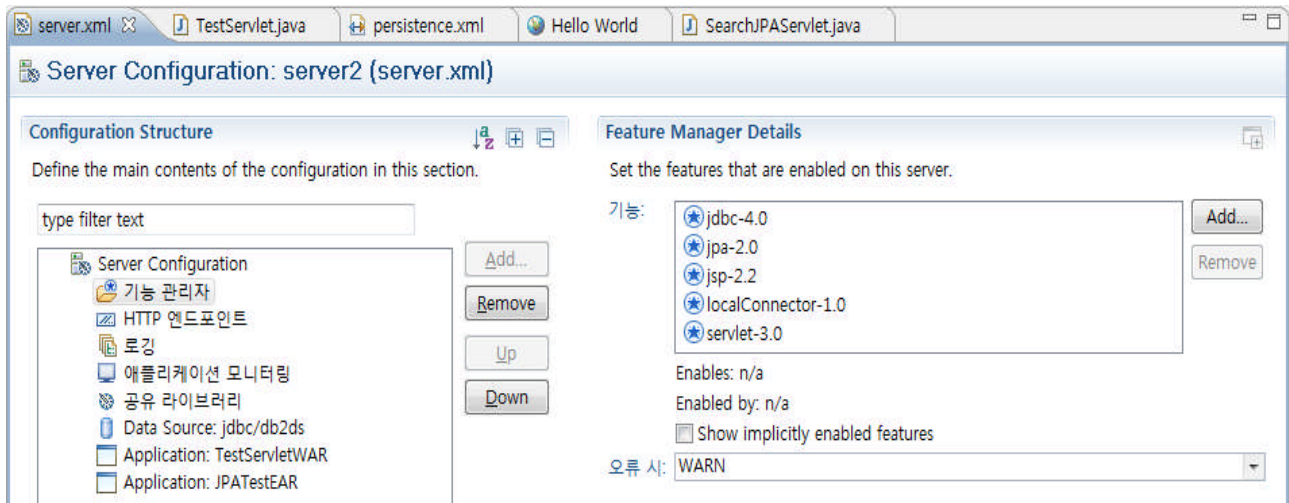 server.xml
TestServlet.java
persistence.xml
Hello World
SearchJPAServlet.java
Server Configuration: server2 (server.xml)
Configuration Structure
Define the main contents of the configuration in this section.
type filter text
Server Configuration
기능 관리자
HTTP 엔드포인트
로깅
애플리케이션 모니터링
공유 라이브러리
Data Source: jdbc/db2ds
Application: TestServletWAR
Application: JPATestEAR
Add...
Remove
Up
Down
Feature Manager Details
Set the features that are enabled on this server.
기능:
jdbc-4.0
jpa-2.0
jsp-2.2
localConnector-1.0
servlet-3.0
Add...
Remove
Enables: n/a
Enabled by: n/a
Show implicitly enabled features
오류 시: WARN